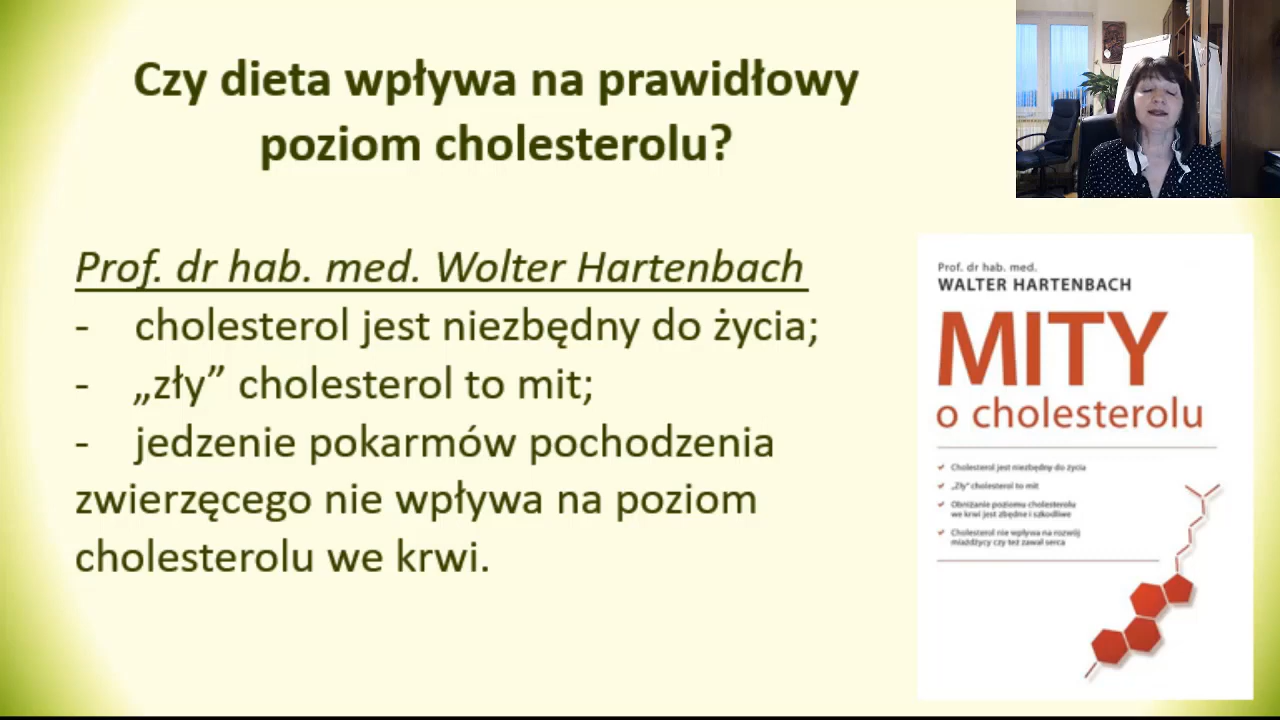 Czy dieta wpływa na prawidłowy
poziom cholesterolu?
Prof. dr hab. med. Wolter Hartenbach
- cholesterol jest niezbędny do życia;
- „zły” cholesterol to mit;
- jedzenie pokarmów pochodzenia
zwierzęcego nie wpływa na poziom
cholesterolu we krwi.
Prof. dr hab. med.
WALTER HARTENBACH
MITY
o cholesterolu
✓ Cholesterol jest niezbędny do życia
✓ „Zły” cholesterol to mit
✓ Obniżanie poziomu cholesterolu
we krwi jest zbędne i szkodliwe
✓ Cholesterol nie wpływa na rozwój
miażdżycy czy też zawał serca